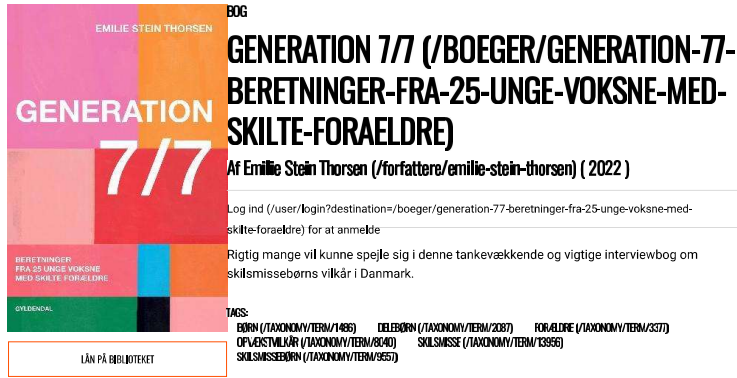 EMILIE STEIN THORSEN
GENERATION
7/7
BERETNINGER
FRA 25 UNGE VOKSNE
MED SKILTE FORÆLDRE
GYLDENDAL
LÅN PÅ BIBLIOTEKET
BOG
GENERATION 7/7 (/BOEGER/GENERATION-77-
BERETNINGER-FRA-25-UNGE-VOKSNE-MED-
SKILTE-FORAELDRE)
Af Emilie Stein Thorsen (/forfattere/emilie-stein-thorsen) ( 2022 )
Log ind (/user/login?destination=/boeger/generation-77-beretninger-fra-25-unge-voksne-med-
skilte-foraeldre) for at anmelde
Rigtig mange vil kunne spejle sig i denne tankevækkende og vigtige interviewbog om
skilsmissebørns vilkår i Danmark.
TAGS:
BØRN (/TAXONOMY/TERM/1486) DELEBØRN (/TAXONOMY/TERM/2087) FORÆLDRE (/TAXONOMY/TERM/3377)
OPVÆKSTVILKÅR (/TAXONOMY/TERM/8040) SKILSMISSE (/TAXONOMY/TERM/13956)
SKILSMISSEBØRN (/TAXONOMY/TERM/9557)